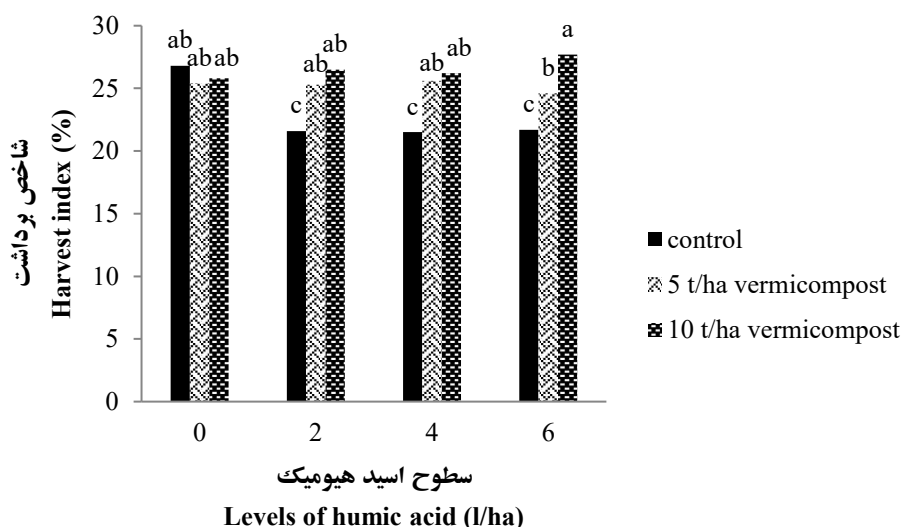 شاخص برداشت
Harvest index (%)
30
25
20
15
10
5
0
ab
ab
ab
c
ab
ab
c
ab
ab
c
b
a
0
2
4
6
سطوح اسید هیومیک
Levels of humic acid (l/ha)
control
5 t/ha vermicompost
10 t/ha vermicompost